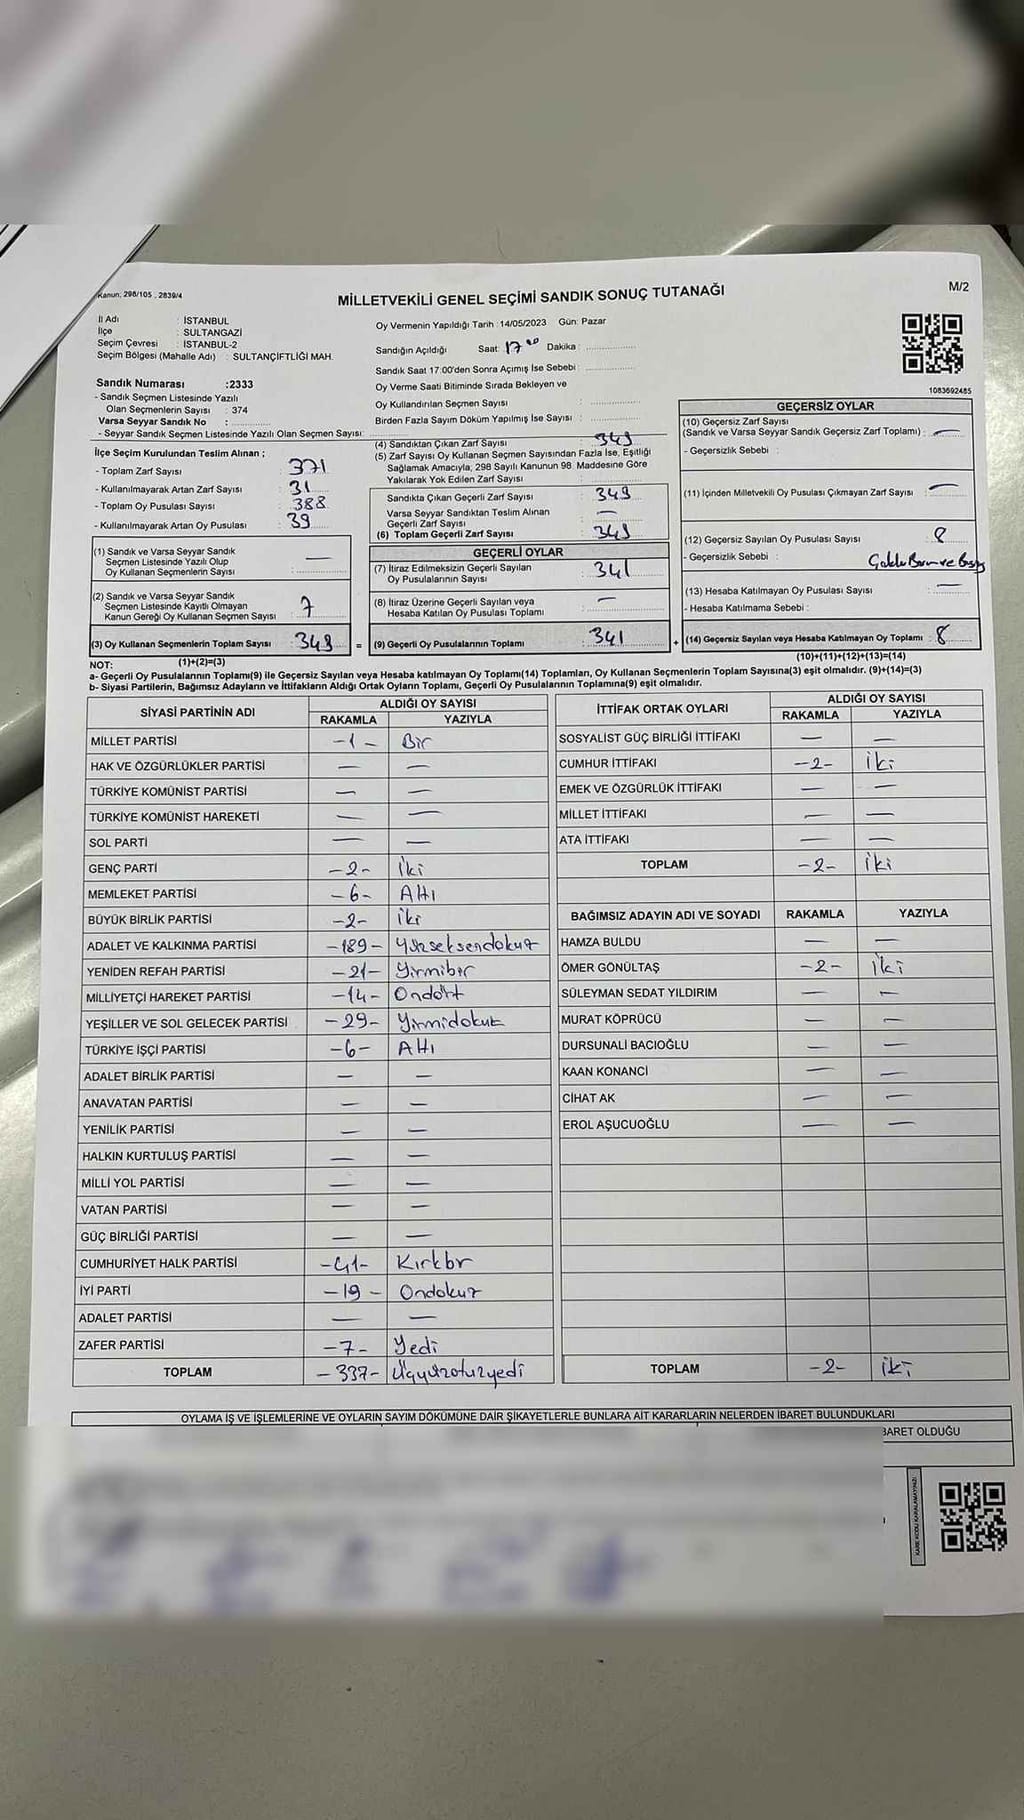 Kanun: 298/105 , 2839/4
MİLLETVEKİLİ GENEL SEÇİMİ SANDIK SONUÇ TUTANAĞI
M/2
İl Adı : İSTANBUL
İlçe : SULTANGAZİ
Seçim Çevresi : İSTANBUL-2
Seçim Bölgesi (Mahalle Adı) : SULTANÇİFTLİĞİ MAH.
Sandık Numarası :2333
- Sandık Seçmen Listesinde Yazılı
Olan Seçmenlerin Sayısı : 374
Varsa Seyyar Sandık No :
- Seyyar Sandık Seçmen Listesinde Yazılı Olan Seçmen Sayısı:
Oy Vermenin Yapıldığı Tarih :14/05/2023 Gün: Pazar
Sandığın Açıldığı Saat: 17 00 Dakika :
Sandık Saat 17:00'den Sonra Açımış İse Sebebi :
Oy Verme Saati Bitiminde Sırada Bekleyen ve
Oy Kullandırılan Seçmen Sayısı :
Birden Fazla Sayım Döküm Yapılmış İse Sayısı :
1083692485
İlçe Seçim Kurulundan Teslim Alınan ;
- Toplam Zarf Sayısı : 371
- Kullanılmayarak Artan Zarf Sayısı : 31
- Toplam Oy Pusulası Sayısı : 388
- Kullanılmayarak Artan Oy Pusulası : 39
(1) Sandık ve Varsa Seyyar Sandık
Seçmen Listesinde Yazılı Olup
Oy Kullanan Seçmenlerin Sayısı : —
(2) Sandık ve Varsa Seyyar Sandık
Seçmen Listesinde Kayıtlı Olmayan
Kanun Gereği Oy Kullanan Seçmen Sayısı : 7
(3) Oy Kullanan Seçmenlerin Toplam Sayısı : 349 =
(1)+(2)=(3)
(4) Sandıktan Çıkan Zarf Sayısı : 349
(5) Zarf Sayısı Oy Kullanan Seçmen Sayısından Fazla İse, Eşitliği
Sağlamak Amacıyla, 298 Sayılı Kanunun 98. Maddesine Göre
Yakılarak Yok Edilen Zarf Sayısı :
Sandıkta Çıkan Geçerli Zarf Sayısı : 349
Varsa Seyyar Sandıktan Teslim Alınan
Geçerli Zarf Sayısı : —
(6) Toplam Geçerli Zarf Sayısı : 349
GEÇERLİ OYLAR
(7) İtiraz Edilmeksizin Geçerli Sayılan
Oy Pusulalarının Sayısı : 341
(8) İtiraz Üzerine Geçerli Sayılan veya
Hesaba Katılan Oy Pusulası Toplamı : —
(9) Geçerli Oy Pusulalarının Toplamı : 341 +
GEÇERSİZ OYLAR
(10) Geçersiz Zarf Sayısı
(Sandık ve Varsa Seyyar Sandık Geçersiz Zarf Toplamı) : —
- Geçersizlik Sebebi :
(11) İçinden Milletvekili Oy Pusulası Çıkmayan Zarf Sayısı : —
(12) Geçersiz Sayılan Oy Pusulası Sayısı : 8
- Geçersizlik Sebebi :
(13) Hesaba Katılmayan Oy Pusulası Sayısı : —
- Hesaba Katılmama Sebebi :
(14) Geçersiz Sayılan veya Hesaba Katılmayan Oy Toplamı : 8
(10)+(11)+(12)+(13)=(14)
NOT:
a- Geçerli Oy Pusulalarının Toplamı(9) ile Geçersiz Sayılan veya Hesaba katılmayan Oy Toplamı(14) Toplamları, Oy Kullanan Seçmenlerin Toplam Sayısına(3) eşit olmalıdır. (9)+(14)=(3)
b- Siyasi Partilerin, Bağımsız Adayların ve İttifakların Aldığı Ortak Oyların Toplamı, Geçerli Oy Pusulalarının Toplamına(9) eşit olmalıdır.
SİYASİ PARTİNİN ADI ALDIĞI OY SAYISI
RAKAMLA YAZIYLA
MİLLET PARTİSİ -1- Bir
HAK VE ÖZGÜRLÜKLER PARTİSİ — —
TÜRKİYE KOMÜNİST PARTİSİ — —
TÜRKİYE KOMÜNİST HAREKETİ — —
SOL PARTİ — —
GENÇ PARTİ -2- İki
MEMLEKET PARTİSİ -6- Altı
BÜYÜK BİRLİK PARTİSİ -2- İki
ADALET VE KALKINMA PARTİSİ -189- Yüzseksendokuz
YENİDEN REFAH PARTİSİ -21- Yirmibir
MİLLİYETÇİ HAREKET PARTİSİ -14- Ondört
YEŞİLLER VE SOL GELECEK PARTİSİ -29- Yirmidokuz
TÜRKİYE İŞÇİ PARTİSİ -6- Altı
ADALET BİRLİK PARTİSİ — —
ANAVATAN PARTİSİ — —
YENİLİK PARTİSİ — —
HALKIN KURTULUŞ PARTİSİ — —
MİLLİ YOL PARTİSİ — —
VATAN PARTİSİ — —
GÜÇ BİRLİĞİ PARTİSİ — —
CUMHURİYET HALK PARTİSİ -41- Kırkbir
İYİ PARTİ -19- Ondokuz
ADALET PARTİSİ — —
ZAFER PARTİSİ -7- Yedi
TOPLAM -337- Üçyüzotuzyedi
İTTİFAK ORTAK OYLARI ALDIĞI OY SAYISI
RAKAMLA YAZIYLA
SOSYALİST GÜÇ BİRLİĞİ İTTİFAKI — —
CUMHUR İTTİFAKI -2- İki
EMEK VE ÖZGÜRLÜK İTTİFAKI — —
MİLLET İTTİFAKI — —
ATA İTTİFAKI — —
TOPLAM -2- İki
BAĞIMSIZ ADAYIN ADI VE SOYADI RAKAMLA YAZIYLA
HAMZA BULDU — —
ÖMER GÖNÜLTAŞ -2- İki
SÜLEYMAN SEDAT YILDIRIM — —
MURAT KÖPRÜCÜ — —
DURSUNALİ BACIOĞLU — —
KAAN KONANCİ — —
CİHAT AK — —
EROL AŞUCUOĞLU — —
TOPLAM -2- İki
OYLAMA İŞ VE İŞLEMLERİNE VE OYLARIN SAYIM DÖKÜMÜNE DAİR ŞİKAYETLERLE BUNLARA AİT KARARLARIN NELERDEN İBARET BULUNDUKLARI
BARET OLDUĞU
KARE KODU KARALAMAYINIZ!